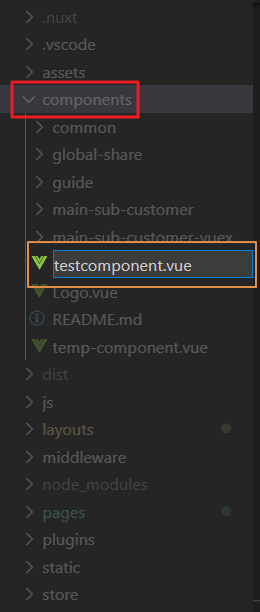 .nuxt
.vscode
assets
components
common
global-share
guide
main-sub-customer
main-sub-customer-vuex
testcomponent.vue
Logo.vue
README.md
temp-component.vue
dist
js
layouts
middleware
node_modules
pages
plugins
static
store